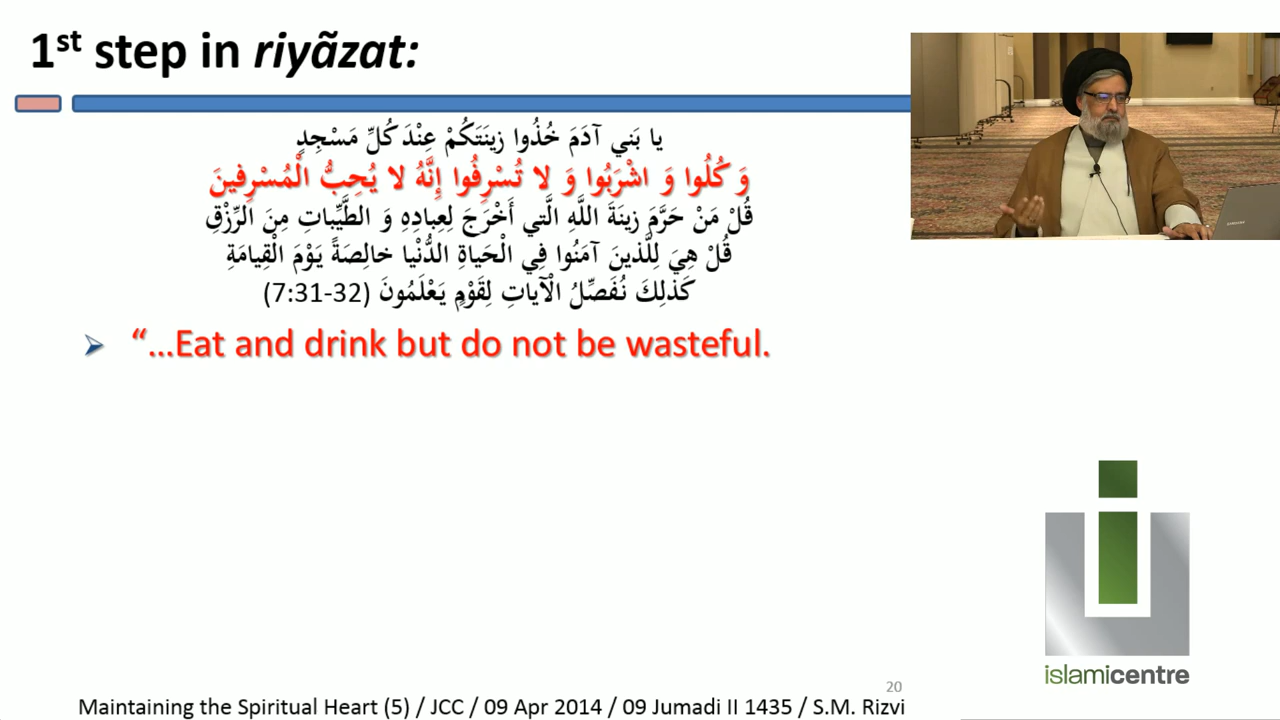 1st step in riyãzat:
يا بَني آدَمَ خُذُوا زينَتَكُمْ عِنْدَ كُلِّ مَسْجِدٍ
وَ كُلُوا وَ اشْرَبُوا وَ لا تُسْرِفُوا إِنَّهُ لا يُحِبُّ الْمُسْرِفينَ
قُلْ مَنْ حَرَّمَ زينَةَ اللَّهِ الَّتي أَخْرَجَ لِعِبادِهِ وَ الطَّيِّباتِ مِنَ الرِّزْقِ
قُلْ هِيَ لِلَّذينَ آمَنُوا فِي الْحَياةِ الدُّنْيا خالِصَةً يَوْمَ الْقِيامَةِ
كَذلِكَ نُفَصِّلُ الْآياتِ لِقَوْمٍ يَعْلَمُونَ (7:31-32)
➢ “...Eat and drink but do not be wasteful.
islamicentre
20
Maintaining the Spiritual Heart (5) / JCC / 09 Apr 2014 / 09 Jumadi II 1435 / S.M. Rizvi
SAMSUNG